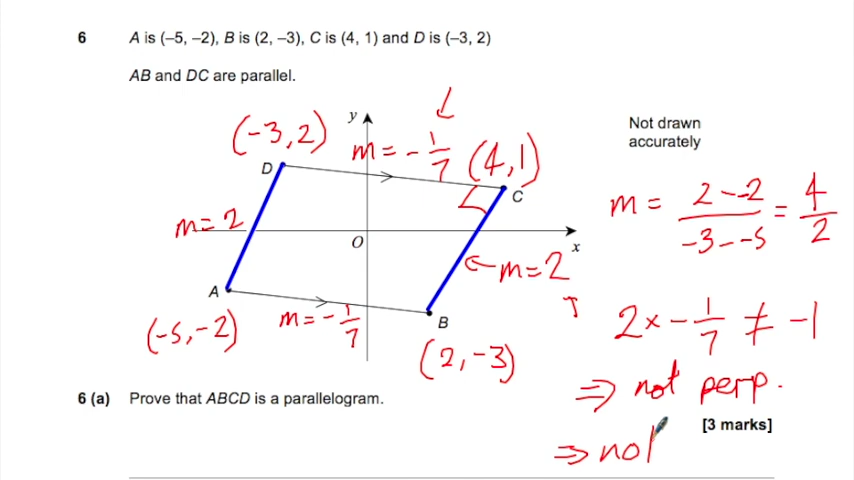 6 A is (–5, –2), B is (2, –3), C is (4, 1) and D is (–3, 2)
AB and DC are parallel.
Not drawn
accurately
y
(-3,2)
m = -1/7
(4,1)
D
C
m = 2
O
x
m = 2
m = 2--2/-3--5 = 4/2
A
B
(-5,-2)
m = -1/7
(2,-3)
2 x -1/7 ≠ -1
⇒ not perp.
⇒ not
6 (a) Prove that ABCD is a parallelogram.
[3 marks]